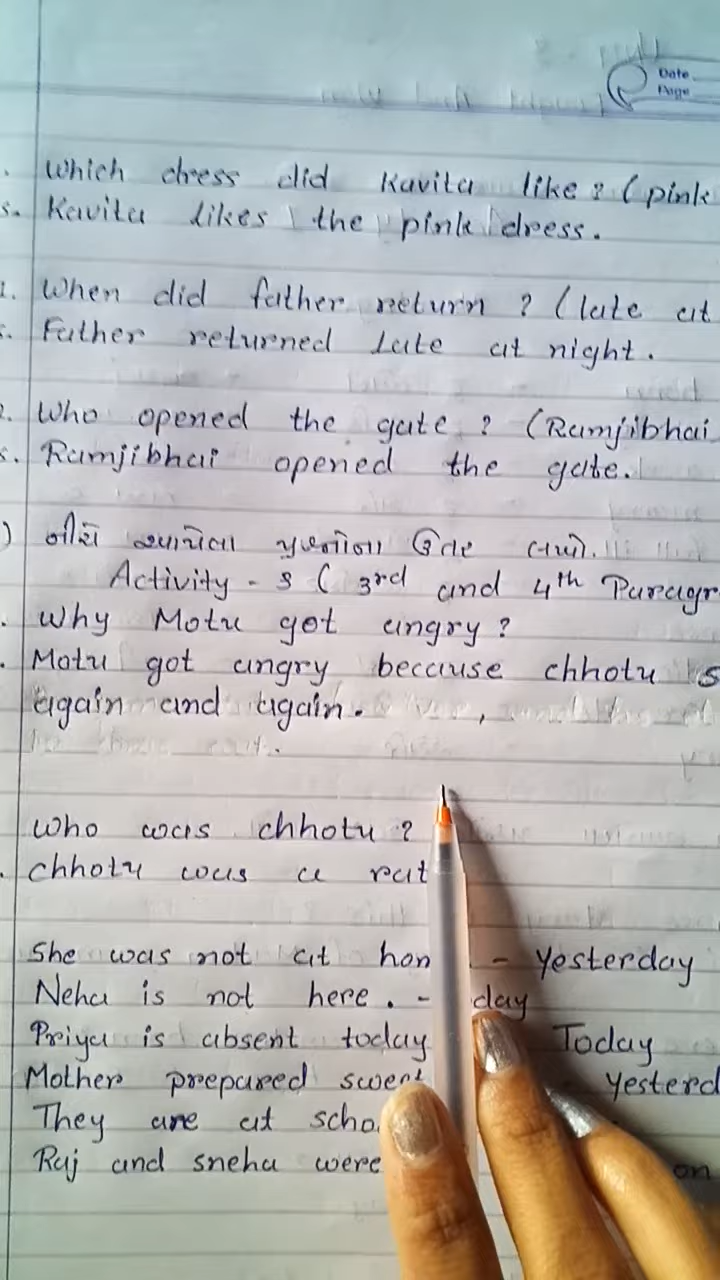 Date
Page
Which dress did Kavita like? (pink
s. Kavita likes the pink dress.
1. When did father return ? (late at
s. Father returned late at night.
2. Who opened the gate ? (Ramjibhai
s. Ramjibhai opened the gate.
) નીચે આપેલા પ્રશ્નોના ઉત્તર લખો.
Activity - 3 ( 3rd and 4th Paragr
. Why Motu got angry?
. Motu got angry because chhotu s
again and again.
Who was chhotu ?
. chhotu was a rat
She was not at - Yesterday
Neha is not here. -
Priya is absent today Today
Mother prepared Yesterd
They are at
Raj and sneha were on